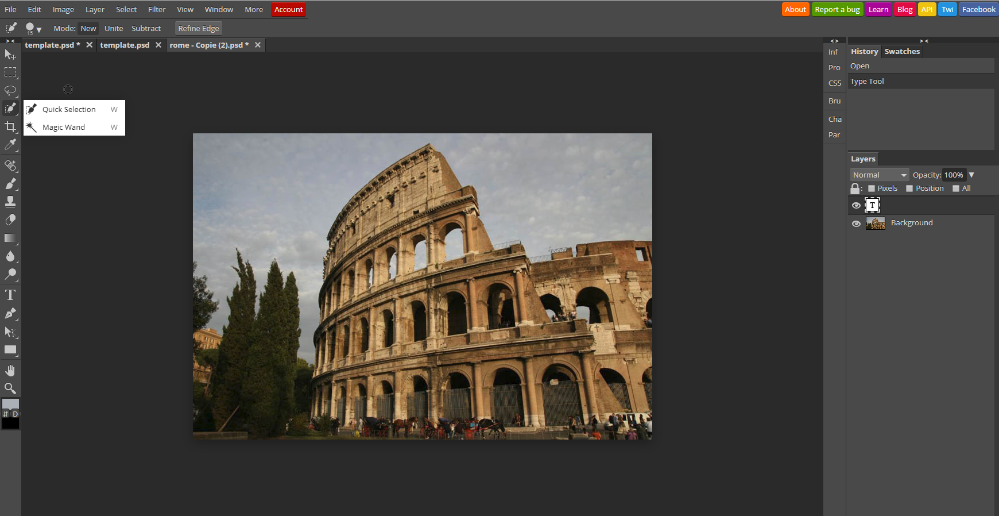 File Edit Image Layer Select Filter View Window More Account About Report a bug Learn Blog API Twi Facebook
15 Mode: New Unite Subtract Refine Edge
> < template.psd * template.psd rome - Copie (2).psd * < > > <
Inf
Pro
CSS
Bru
Cha
Par
History Swatches
Open
Type Tool
Quick Selection W
Magic Wand W
Layers
Normal Opacity: 100%
: Pixels Position All
T
Background
T
D